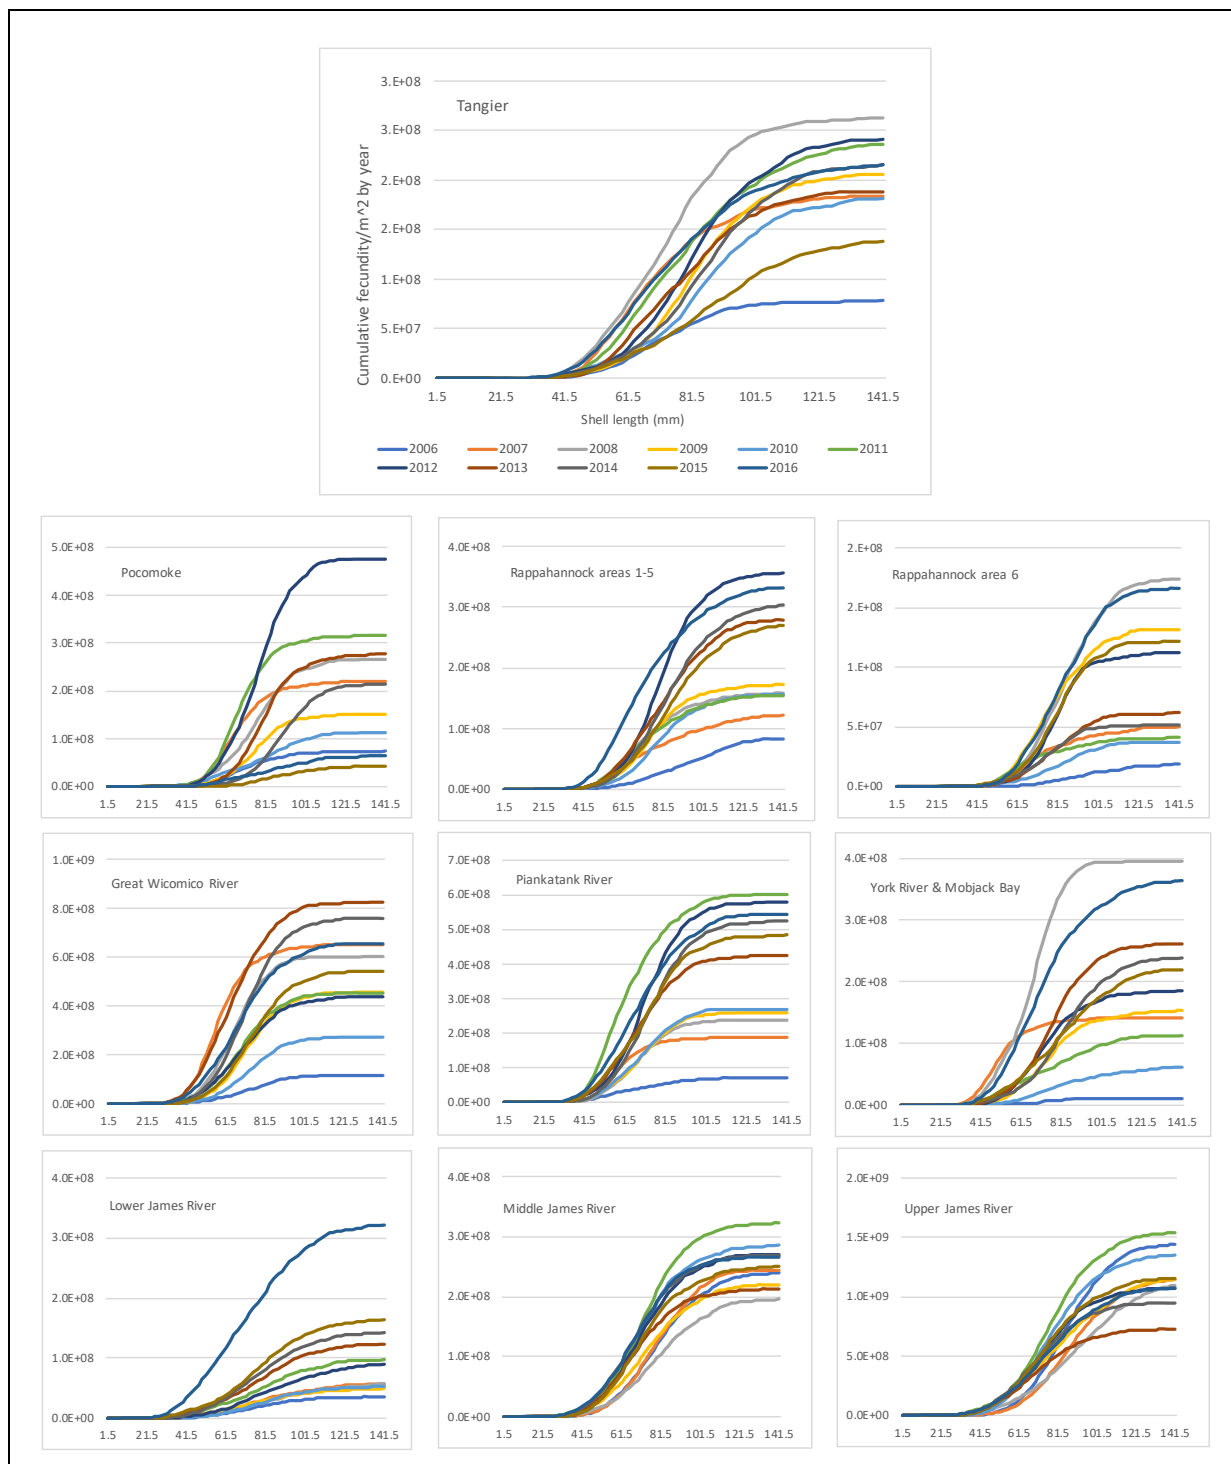 Tangier
Cumulative fecundity/m^2 by year
3.E+08
3.E+08
2.E+08
2.E+08
1.E+08
5.E+07
0.E+00
1.5 21.5 41.5 61.5 81.5 101.5 121.5 141.5
Shell length (mm)
2006 2007 2008 2009 2010 2011
2012 2013 2014 2015 2016
Pocomoke
5.0E+08
4.0E+08
3.0E+08
2.0E+08
1.0E+08
0.0E+00
1.5 21.5 41.5 61.5 81.5 101.5 121.5 141.5
Rappahannock areas 1-5
4.0E+08
3.0E+08
2.0E+08
1.0E+08
0.0E+00
1.5 21.5 41.5 61.5 81.5 101.5 121.5 141.5
Rappahannock area 6
2.E+08
2.E+08
1.E+08
5.E+07
0.E+00
1.5 21.5 41.5 61.5 81.5 101.5 121.5 141.5
Great Wicomico River
1.0E+09
8.0E+08
6.0E+08
4.0E+08
2.0E+08
0.0E+00
1.5 21.5 41.5 61.5 81.5 101.5 121.5 141.5
Piankatank River
7.0E+08
6.0E+08
5.0E+08
4.0E+08
3.0E+08
2.0E+08
1.0E+08
0.0E+00
1.5 21.5 41.5 61.5 81.5 101.5 121.5 141.5
York River & Mobjack Bay
4.0E+08
3.0E+08
2.0E+08
1.0E+08
0.0E+00
1.5 21.5 41.5 61.5 81.5 101.5 121.5 141.5
Lower James River
4.0E+08
3.0E+08
2.0E+08
1.0E+08
0.0E+00
1.5 21.5 41.5 61.5 81.5 101.5 121.5 141.5
Middle James River
4.0E+08
3.0E+08
2.0E+08
1.0E+08
0.0E+00
1.5 21.5 41.5 61.5 81.5 101.5 121.5 141.5
Upper James River
2.0E+09
1.5E+09
1.0E+09
5.0E+08
0.0E+00
1.5 21.5 41.5 61.5 81.5 101.5 121.5 141.5